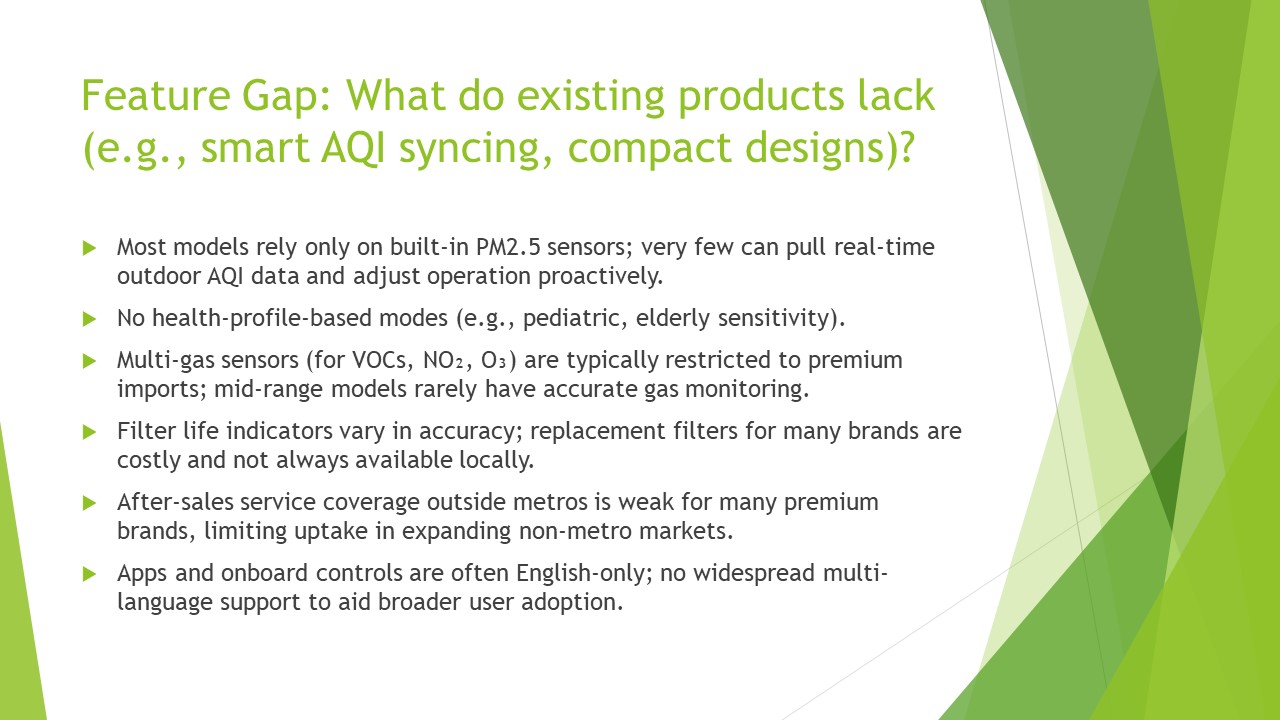 Feature Gap: What do existing products lack
(e.g., smart AQI syncing, compact designs)?
Most models rely only on built-in PM2.5 sensors; very few can pull real-time
outdoor AQI data and adjust operation proactively.
No health-profile-based modes (e.g., pediatric, elderly sensitivity).
Multi-gas sensors (for VOCs, NO₂, O₃) are typically restricted to premium
imports; mid-range models rarely have accurate gas monitoring.
Filter life indicators vary in accuracy; replacement filters for many brands are
costly and not always available locally.
After-sales service coverage outside metros is weak for many premium
brands, limiting uptake in expanding non-metro markets.
Apps and onboard controls are often English-only; no widespread multi-
language support to aid broader user adoption.